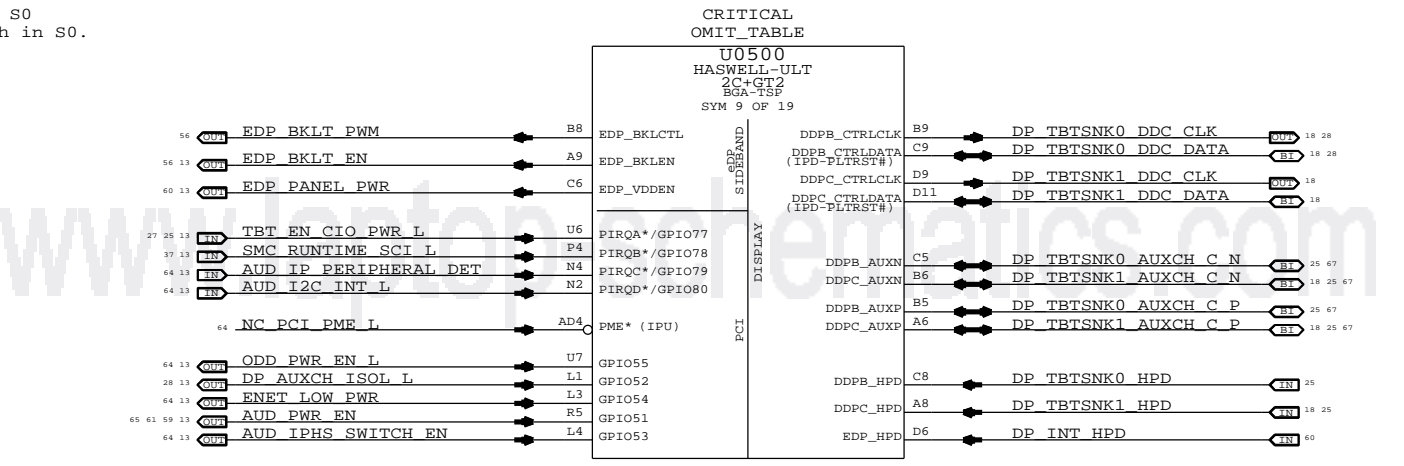 S0
h in S0.
CRITICAL
OMIT_TABLE
U0500
HASWELL-ULT
2C+GT2
BGA-TSP
SYM 9 OF 19
56 OUT EDP_BKLT_PWM B8 EDP_BKLCTL
56 13 OUT EDP_BKLT_EN A9 EDP_BKLEN
60 13 OUT EDP_PANEL_PWR C6 EDP_VDDEN
eDP SIDEBAND
27 25 13 IN TBT_EN_CIO_PWR_L U6 PIRQA*/GPIO77
37 13 IN SMC_RUNTIME_SCI_L P4 PIRQB*/GPIO78
64 13 IN AUD_IP_PERIPHERAL_DET N4 PIRQC*/GPIO79
64 13 IN AUD_I2C_INT_L N2 PIRQD*/GPIO80
64 NC_PCI_PME_L AD4 PME* (IPU)
PCI
64 13 OUT ODD_PWR_EN_L U7 GPIO55
28 13 OUT DP_AUXCH_ISOL_L L1 GPIO52
64 13 OUT ENET_LOW_PWR L3 GPIO54
65 61 59 13 OUT AUD_PWR_EN R5 GPIO51
64 13 OUT AUD_IPHS_SWITCH_EN L4 GPIO53
DISPLAY
DDPB_CTRLCLK B9 DP_TBTSNK0_DDC_CLK OUT 18 28
DDPB_CTRLDATA C9 DP_TBTSNK0_DDC_DATA BI 18 28
(IPD-PLTRST#)
DDPC_CTRLCLK D9 DP_TBTSNK1_DDC_CLK OUT 18
DDPC_CTRLDATA D11 DP_TBTSNK1_DDC_DATA BI 18
(IPD-PLTRST#)
DDPB_AUXN C5 DP_TBTSNK0_AUXCH_C_N BI 25 67
DDPC_AUXN B6 DP_TBTSNK1_AUXCH_C_N BI 18 25 67
DDPB_AUXP B5 DP_TBTSNK0_AUXCH_C_P BI 25 67
DDPC_AUXP A6 DP_TBTSNK1_AUXCH_C_P BI 18 25 67
DDPB_HPD C8 DP_TBTSNK0_HPD IN 25
DDPC_HPD A8 DP_TBTSNK1_HPD IN 18 25
EDP_HPD D6 DP_INT_HPD IN 60
www.laptop-schematics.com